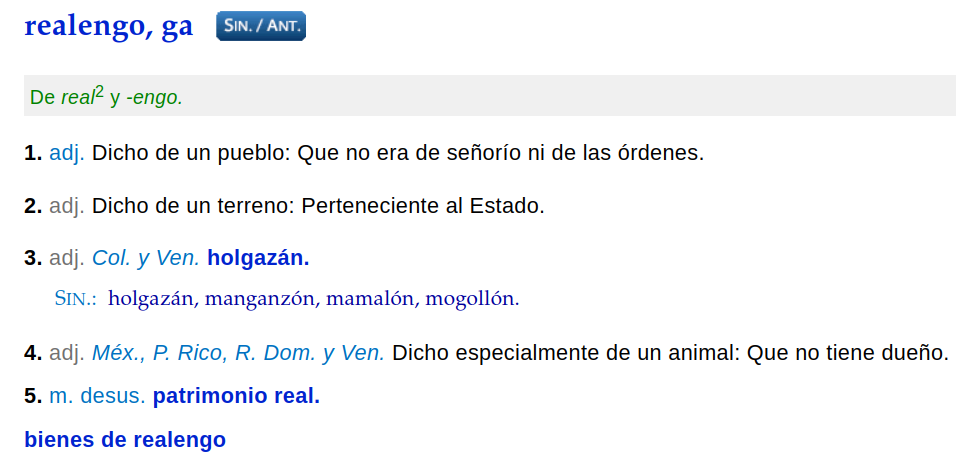 realengo, ga SIN. / ANT.
De real2 y -engo.
1. adj. Dicho de un pueblo: Que no era de señorío ni de las órdenes.
2. adj. Dicho de un terreno: Perteneciente al Estado.
3. adj. Col. y Ven. holgazán.
SIN.: holgazán, manganzón, mamalón, mogollón.
4. adj. Méx., P. Rico, R. Dom. y Ven. Dicho especialmente de un animal: Que no tiene dueño.
5. m. desus. patrimonio real.
bienes de realengo